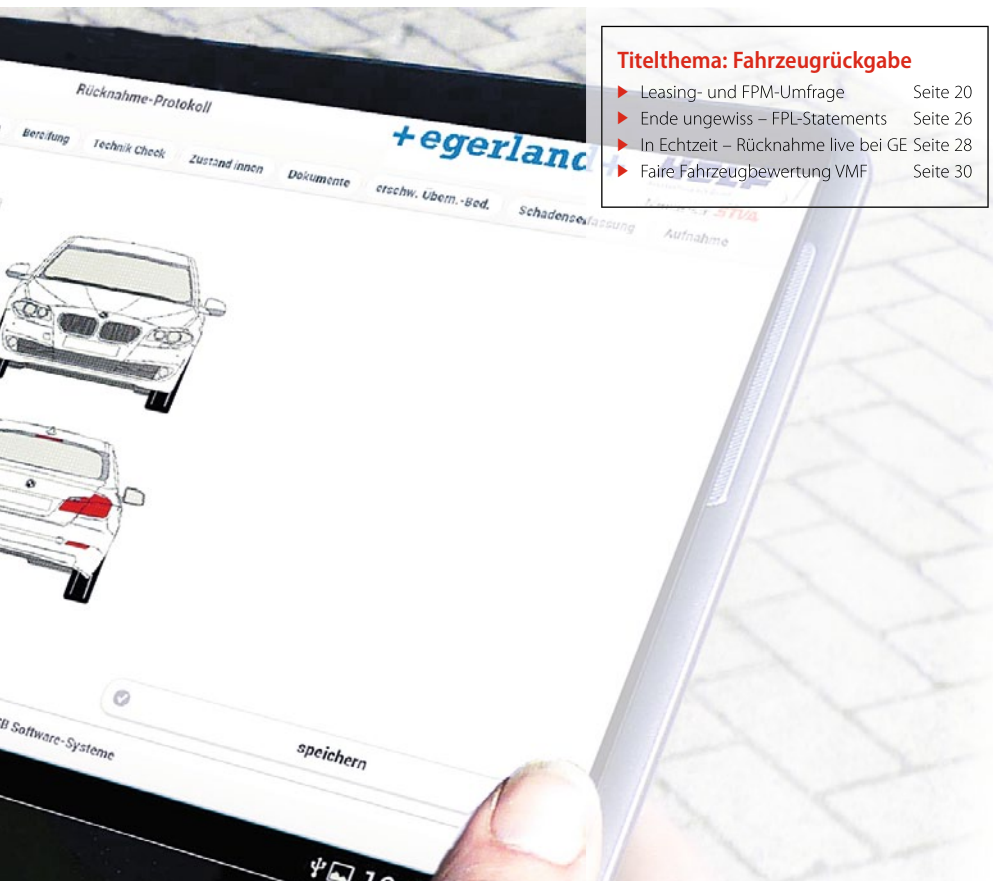 Titelthema: Fahrzeugrückgabe
Leasing- und FPM-Umfrage Seite 20
Ende ungewiss – FPL-Statements Seite 26
In Echtzeit – Rücknahme live bei GE Seite 28
Faire Fahrzeugbewertung VMF Seite 30
Rücknahme-Protokoll
+egerland+
Bereifung Technik Check Zustand innen Dokumente erschw. Übern.-Bed. Schadenserfassung Aufnahme
speichern
Software-Systeme